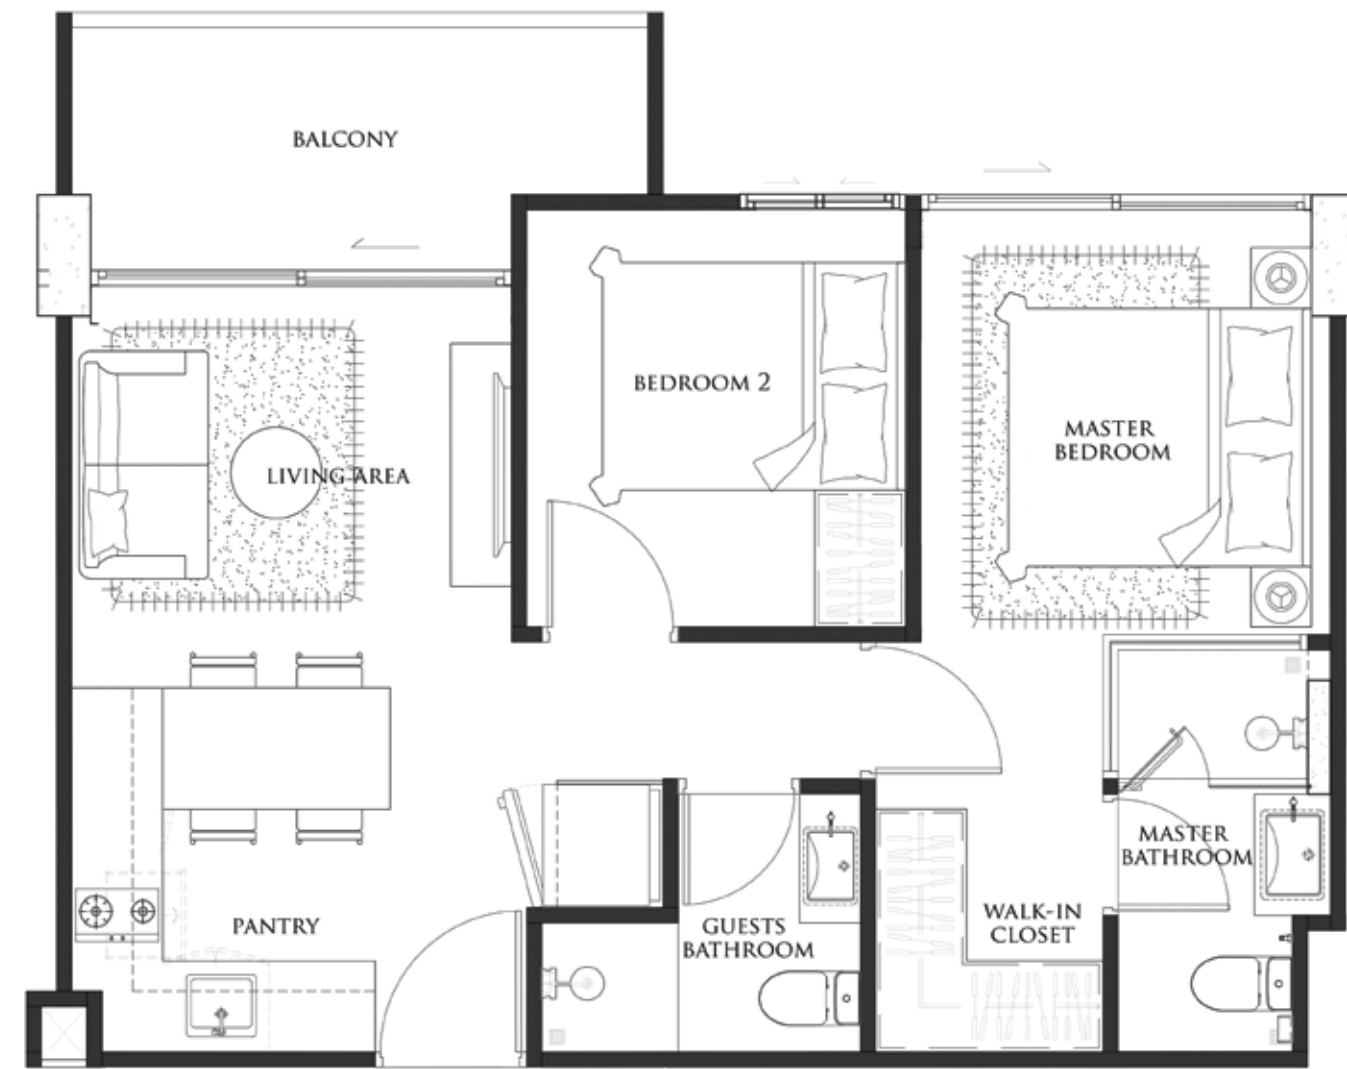 BALCONY
BEDROOM 2
MASTER
BEDROOM
LIVING AREA
MASTER
BATHROOM
PANTRY
GUESTS
BATHROOM
WALK-IN
CLOSET